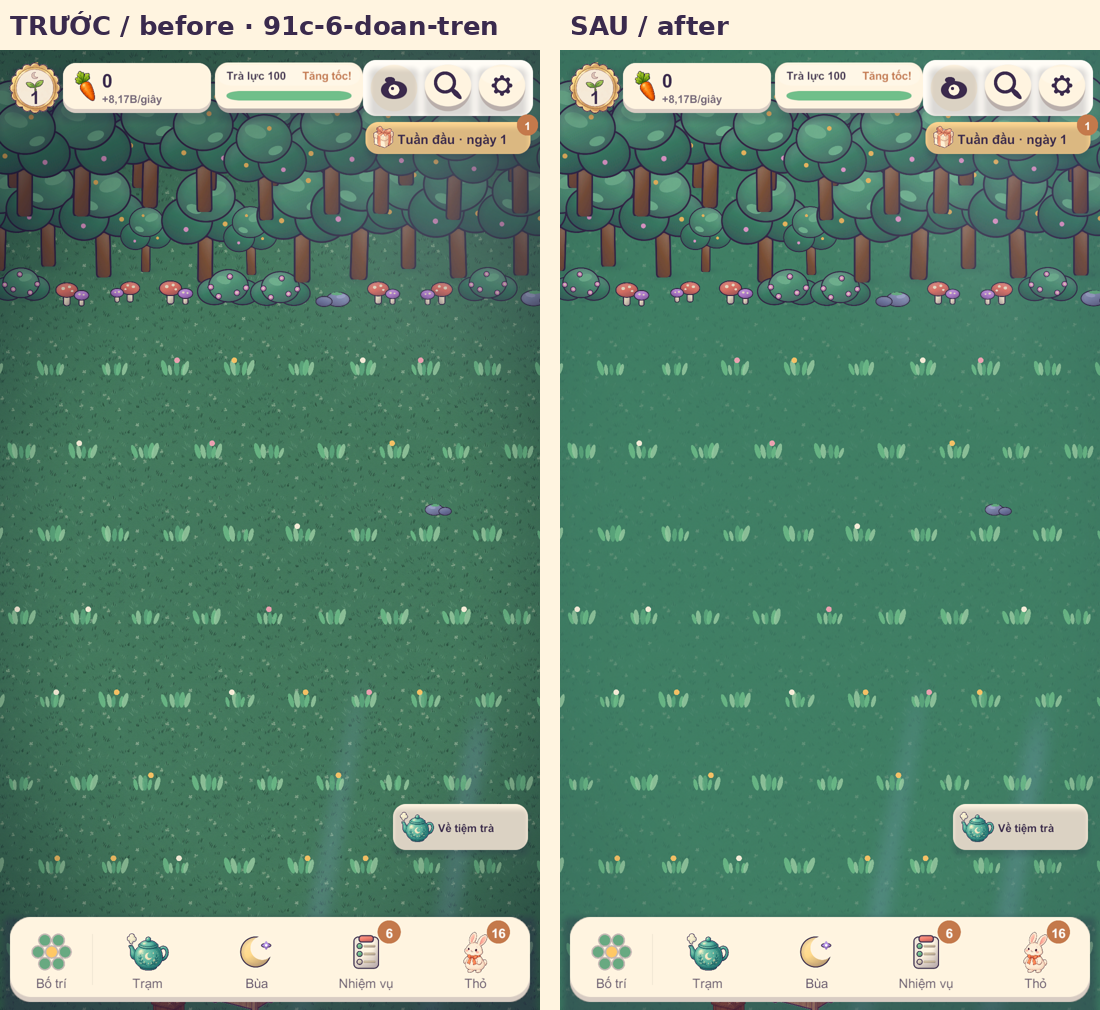 TRƯỚC / before · 91c-6-doan-tren
SAU / after
1
0
+8,17B/giây
Trà lực 100 Tăng tốc!
Tuần đầu · ngày 1
1
Về tiệm trà
Bố trí
Trạm
Bùa
6
Nhiệm vụ
16
Thỏ
1
0
+8,17B/giây
Trà lực 100 Tăng tốc!
Tuần đầu · ngày 1
1
Về tiệm trà
Bố trí
Trạm
Bùa
6
Nhiệm vụ
16
Thỏ